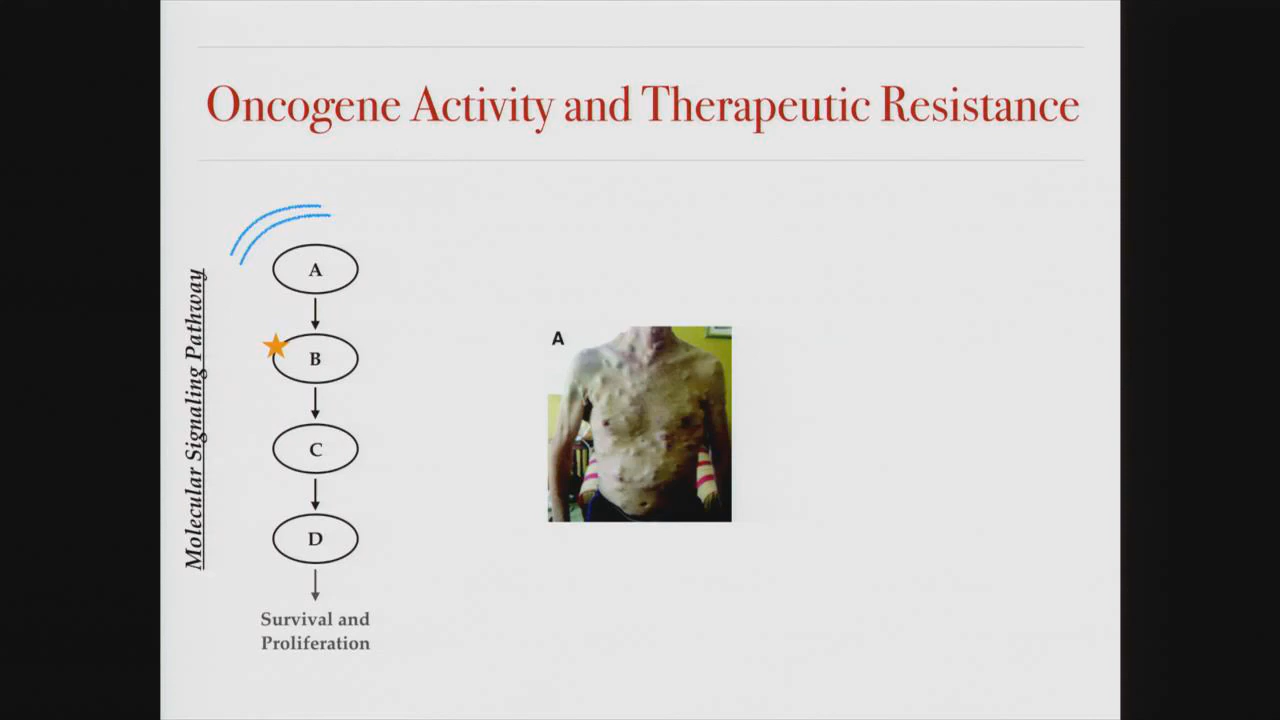 Oncogene Activity and Therapeutic Resistance
Molecular Signaling Pathway
A
B
C
D
Survival and
Proliferation
A